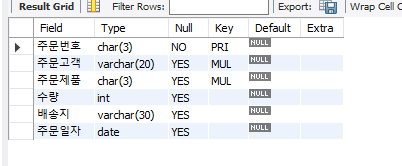 Result Grid Filter Rows: Export: Wrap Cell C
Field Type Null Key Default Extra
주문번호 char(3) NO PRI NULL
주문고객 varchar(20) YES MUL NULL
주문제품 char(3) YES MUL NULL
수량 int YES NULL
배송지 varchar(30) YES NULL
주문일자 date YES NULL